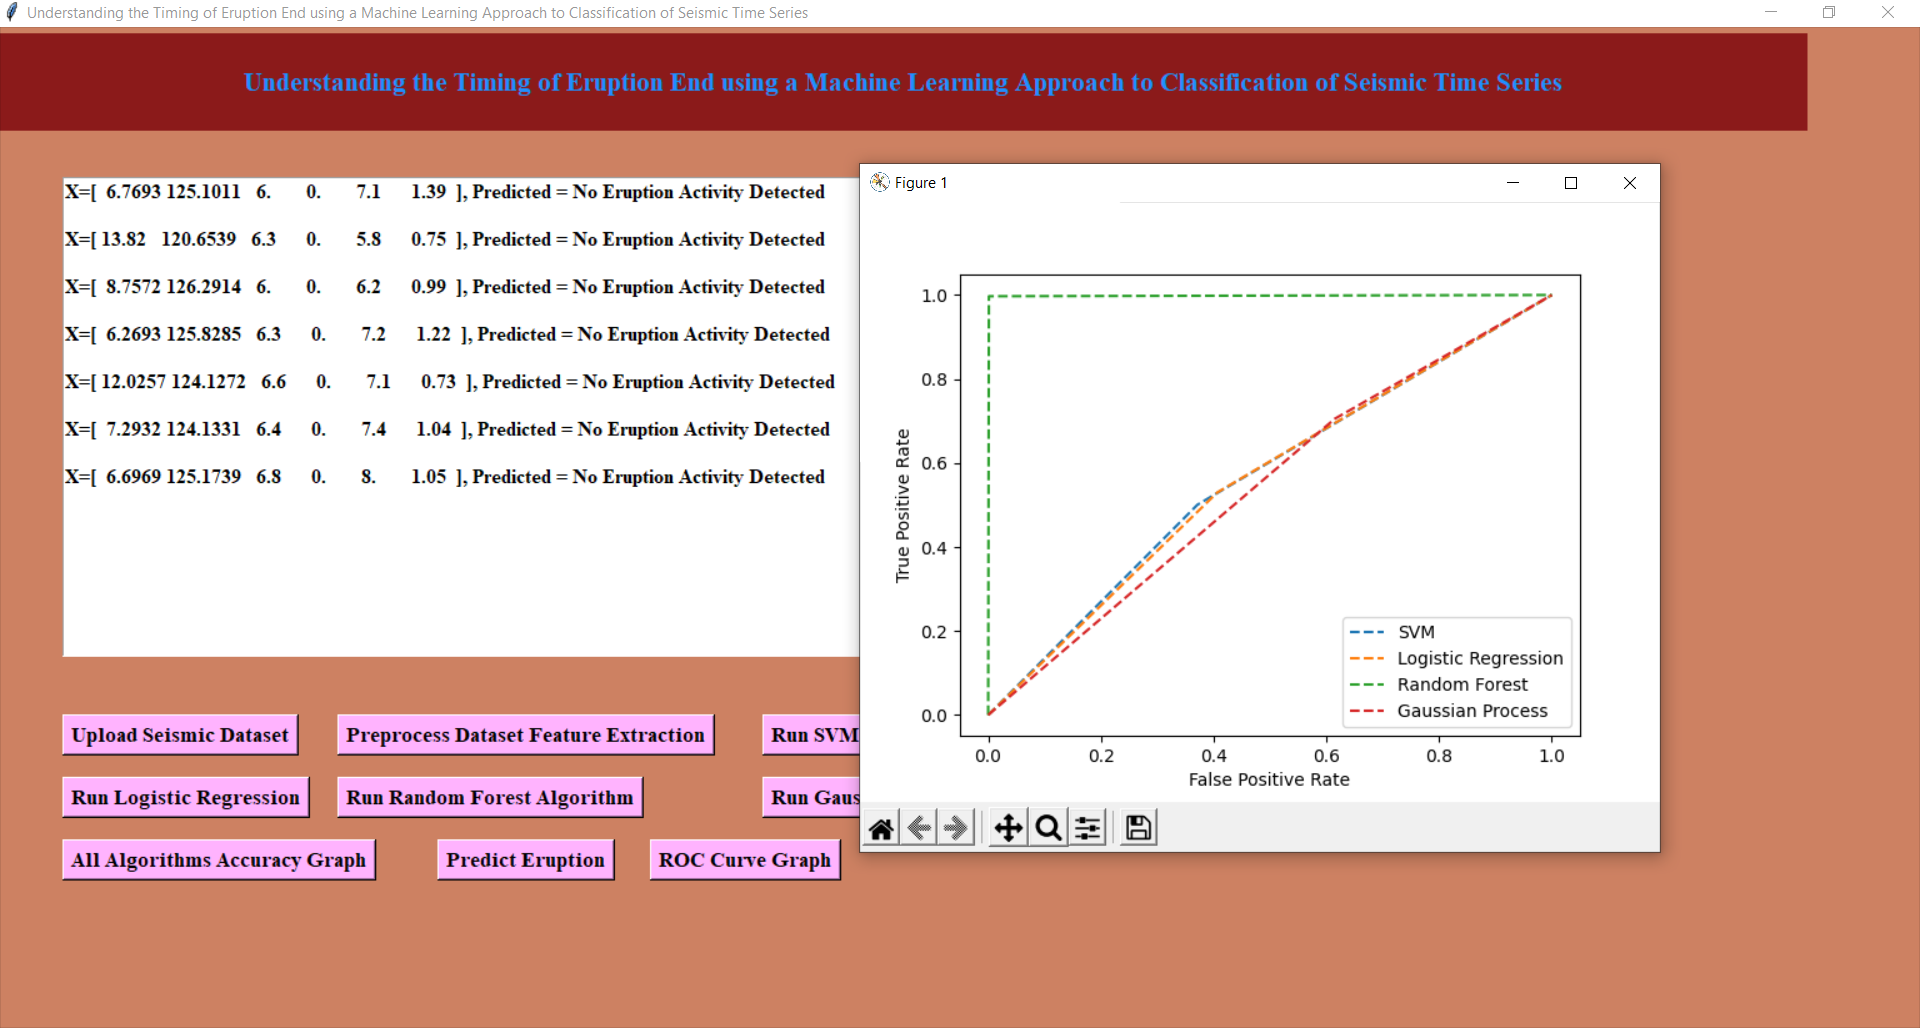 Understanding the Timing of Eruption End using a Machine Learning Approach to Classification of Seismic Time Series
Understanding the Timing of Eruption End using a Machine Learning Approach to Classification of Seismic Time Series
X=[ 6.7693 125.1011 6. 0. 7.1 1.39 ], Predicted = No Eruption Activity Detected
X=[ 13.82 120.6539 6.3 0. 5.8 0.75 ], Predicted = No Eruption Activity Detected
X=[ 8.7572 126.2914 6. 0. 6.2 0.99 ], Predicted = No Eruption Activity Detected
X=[ 6.2693 125.8285 6.3 0. 7.2 1.22 ], Predicted = No Eruption Activity Detected
X=[ 12.0257 124.1272 6.6 0. 7.1 0.73 ], Predicted = No Eruption Activity Detected
X=[ 7.2932 124.1331 6.4 0. 7.4 1.04 ], Predicted = No Eruption Activity Detected
X=[ 6.6969 125.1739 6.8 0. 8. 1.05 ], Predicted = No Eruption Activity Detected
Figure 1
1.0
0.8
0.6
0.4
0.2
0.0
True Positive Rate
SVM
Logistic Regression
Random Forest
Gaussian Process
0.0 0.2 0.4 0.6 0.8 1.0
False Positive Rate
Upload Seismic Dataset
Preprocess Dataset Feature Extraction
Run SVM
Run Logistic Regression
Run Random Forest Algorithm
Run Gaus
All Algorithms Accuracy Graph
Predict Eruption
ROC Curve Graph